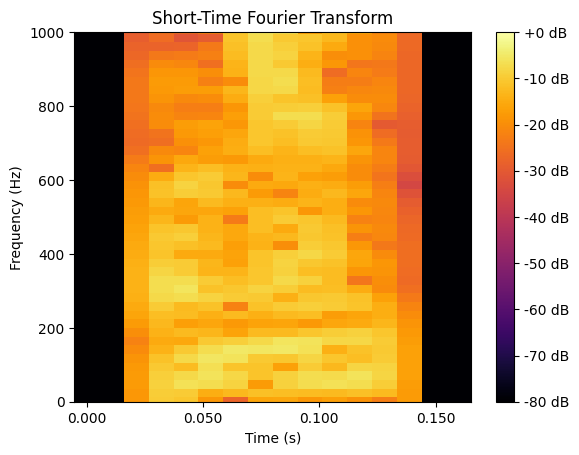 Short-Time Fourier Transform
Frequency (Hz)
1000
800
600
400
200
0
0.000 0.050 0.100 0.150
Time (s)
+0 dB
-10 dB
-20 dB
-30 dB
-40 dB
-50 dB
-60 dB
-70 dB
-80 dB